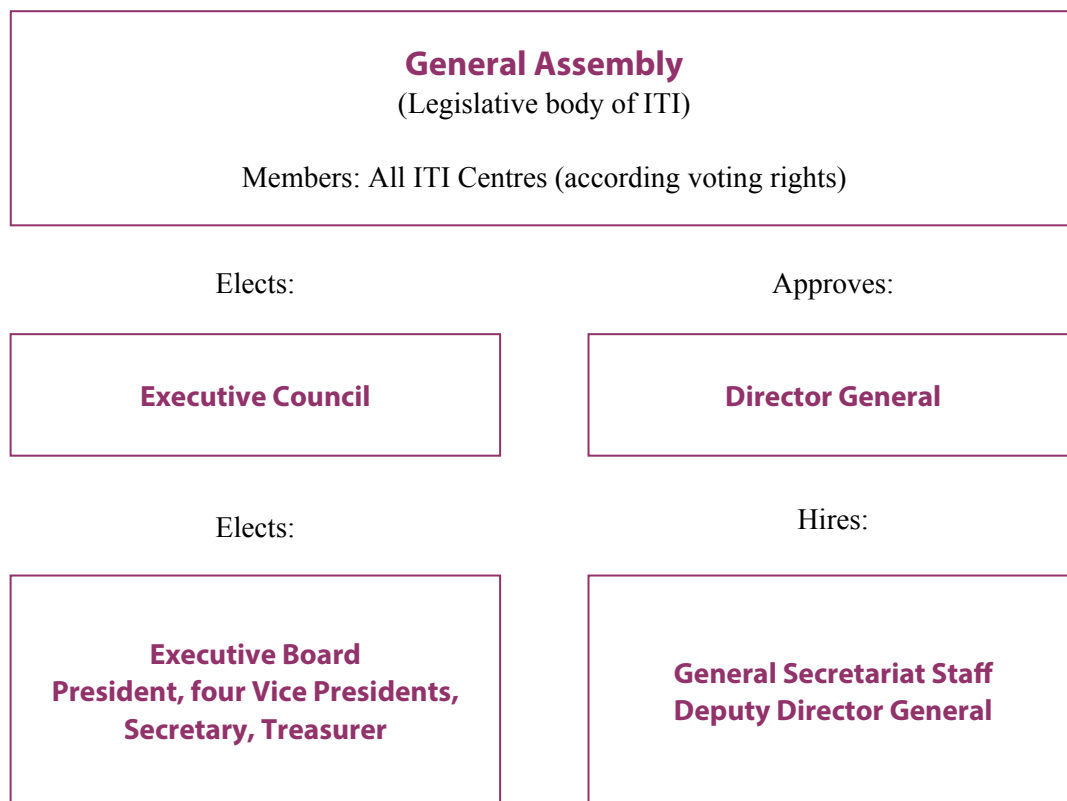 General Assembly
(Legislative body of ITI)
Members: All ITI Centres (according voting rights)
Elects:
Approves:
Executive Council
Director General
Elects:
Hires:
Executive Board
President, four Vice Presidents,
Secretary, Treasurer
General Secretariat Staff
Deputy Director General